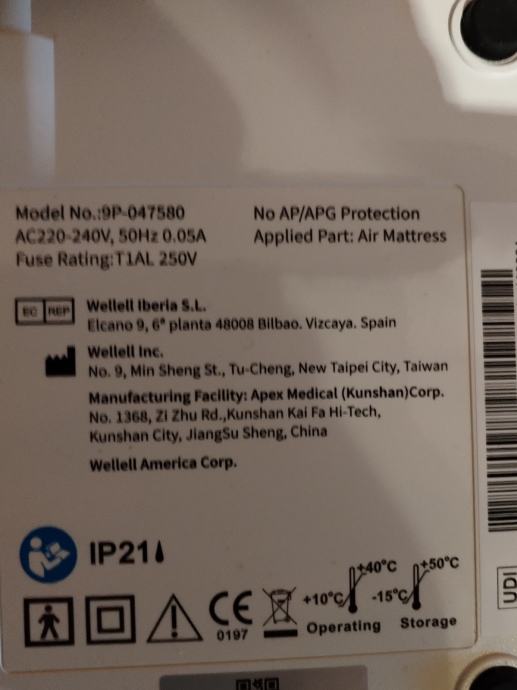 Model No.:9P-047580
AC220-240V, 50Hz 0.05A
Fuse Rating:T1AL 250V
No AP/APG Protection
Applied Part: Air Mattress
EC REP
Wellell Iberia S.L.
Elcano 9, 6ª planta 48008 Bilbao. Vizcaya. Spain
Wellell Inc.
No. 9, Min Sheng St., Tu-Cheng, New Taipei City, Taiwan
Manufacturing Facility: Apex Medical (Kunshan)Corp.
No. 1368, Zi Zhu Rd.,Kunshan Kai Fa Hi-Tech,
Kunshan City, JiangSu Sheng, China
Wellell America Corp.
IP21
CE
0197
+10°C
+40°C
Operating
-15°C
+50°C
Storage
UDI